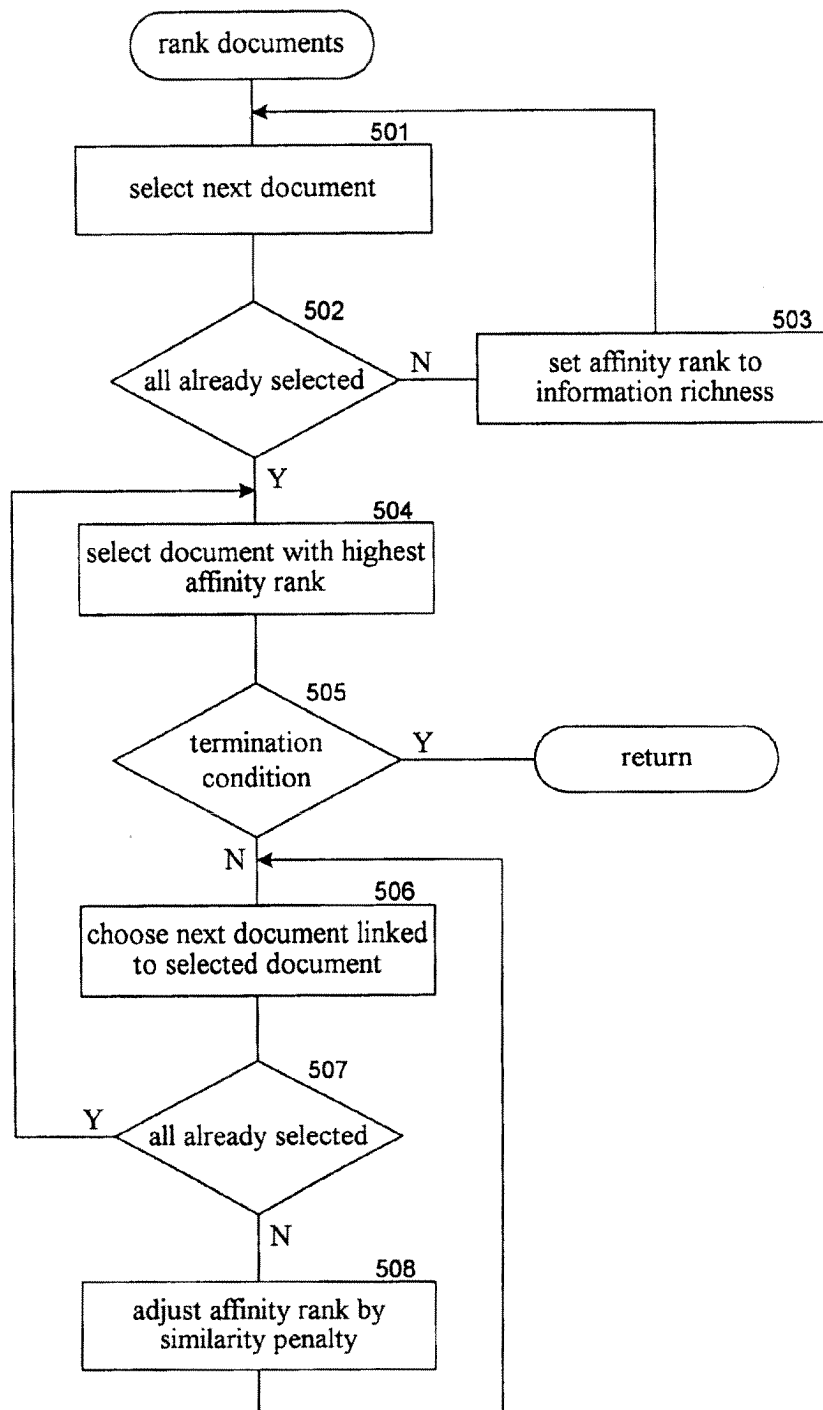 rank documents
501
select next document
502
all already selected
N
503
set affinity rank to
information richness
Y
504
select document with highest
affinity rank
505
termination
condition
Y
return
N
506
choose next document linked
to selected document
507
Y
all already selected
N
508
adjust affinity rank by
similarity penalty